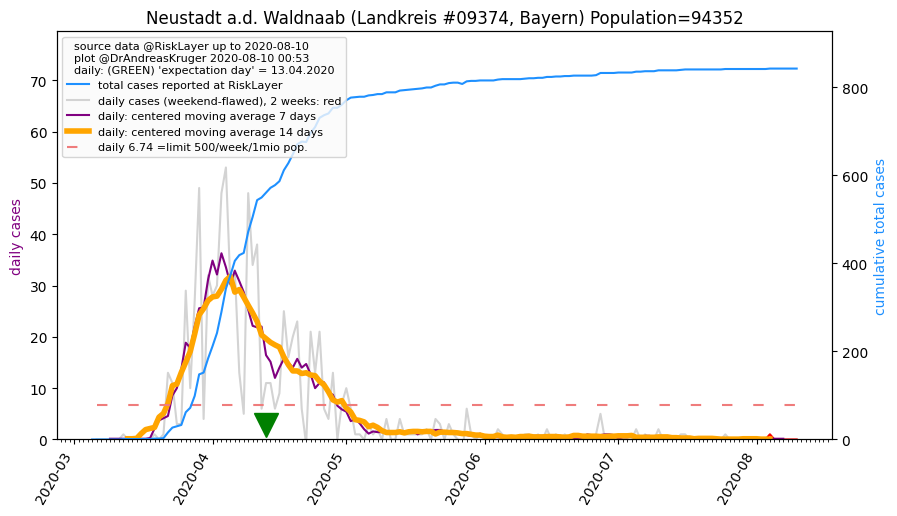 Neustadt a.d. Waldnaab (Landkreis #09374, Bayern) Population=94352
source data @RiskLayer up to 2020-08-10
plot @DrAndreasKruger 2020-08-10 00:53
daily: (GREEN) 'expectation day' = 13.04.2020
total cases reported at RiskLayer
daily cases (weekend-flawed), 2 weeks: red
daily: centered moving average 7 days
daily: centered moving average 14 days
daily 6.74 =limit 500/week/1mio pop.
daily cases
70
60
50
40
30
20
10
0
cumulative total cases
800
600
400
200
0
2020-03
2020-04
2020-05
2020-06
2020-07
2020-08